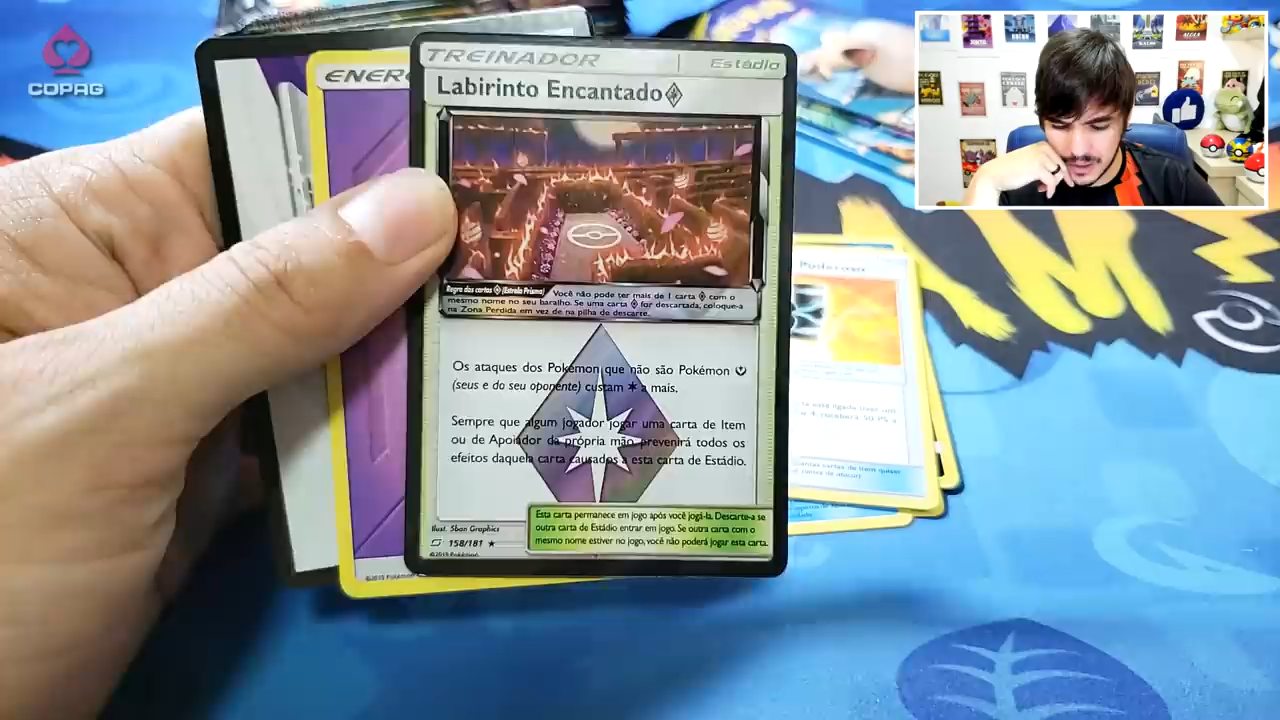 COPAG
ENER
TREINADOR
Estádio
Labirinto Encantado
Regra das cartas (Estrela Prisma) Você não pode ter mais de 1 carta com o
mesmo nome no seu baralho. Se uma carta for descartada, coloque-a
na Zona Perdida em vez de na pilha de descarte.
Os ataques dos Pokémon que não são Pokémon
(seus e do seu oponente) custam a mais.
Sempre que algum jogador jogar uma carta de Item
ou de Apoiador da própria mão prevenirá todos os
efeitos daquela carta causados a esta carta de Estádio.
Esta carta permanece em jogo após você jogá-la. Descarte-a se
outra carta de Estádio entrar em jogo. Se outra carta com o
mesmo nome estiver no jogo, você não poderá jogar esta carta.
Illus. 5ban Graphics
158/181
©2019 Pokémon
©2019 Pokém